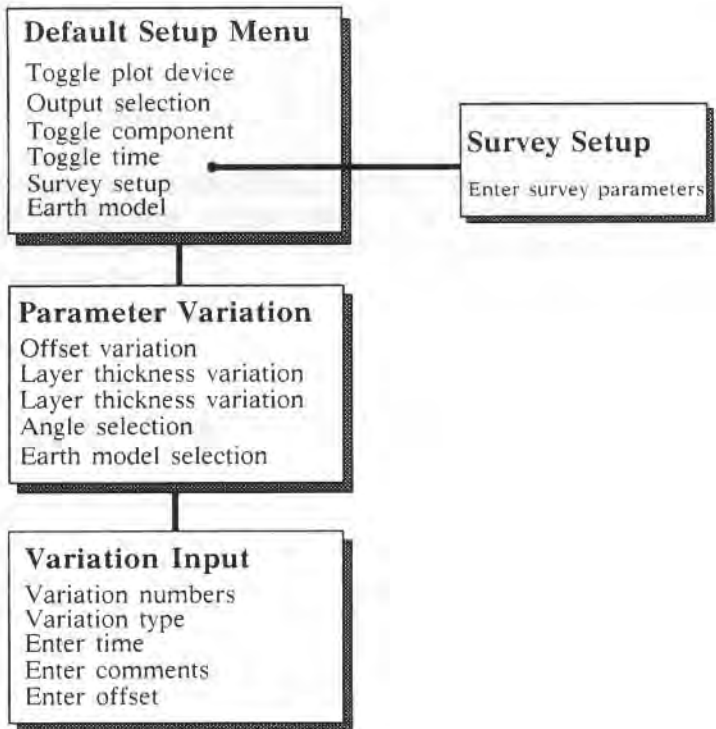 Default Setup Menu
Toggle plot device
Output selection
Toggle component
Toggle time
Survey setup
Earth model
Survey Setup
Enter survey parameters
Parameter Variation
Offset variation
Layer thickness variation
Layer thickness variation
Angle selection
Earth model selection
Variation Input
Variation numbers
Variation type
Enter time
Enter comments
Enter offset